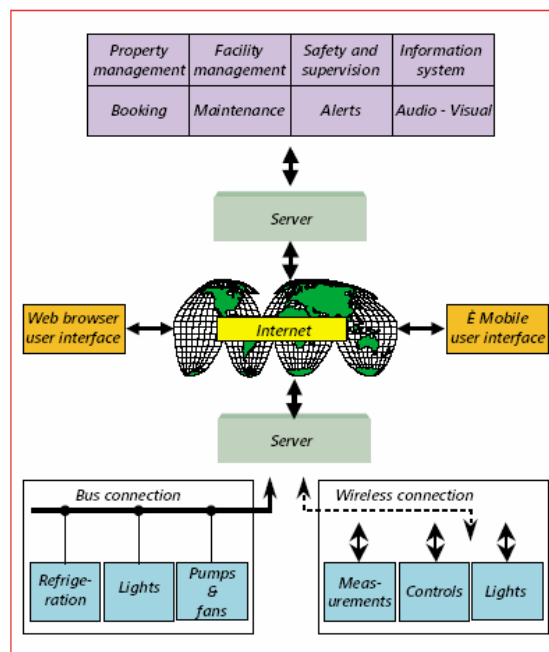 Property
management
Facility
management
Safety and
supervision
Information
system
Booking
Maintenance
Alerts
Audio - Visual
Server
Web browser
user interface
Internet
È Mobile
user interface
Server
Bus connection
Wireless connection
Refrige-
ration
Lights
Pumps
&
fans
Meas-
urements
Controls
Lights